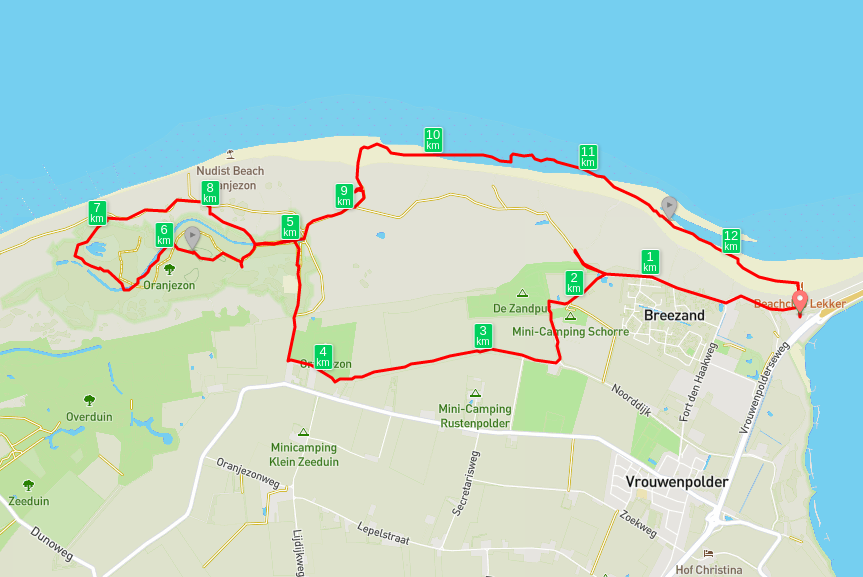 10
km
11
km
Nudist Beach
anjezon
8
km
9
km
7
km
5
km
6
km
12
km
1
km
Oranjezon
2
km
De Zandput
Beachclub Lekker
Breezand
Mini-Camping Schorre
3
km
4
km
Or njezon
Overduin
Mini-Camping
Rustenpolder
Noorddijk
Fort den Haakweg
Vrouwenpolderseweg
Minicamping
Klein Zeeduin
Oranjezonweg
Secretarisweg
Vrouwenpolder
Zeeduin
Dunoweg
Lijdijkweg
Lepelstraat
Zoekweg
Hof Christina